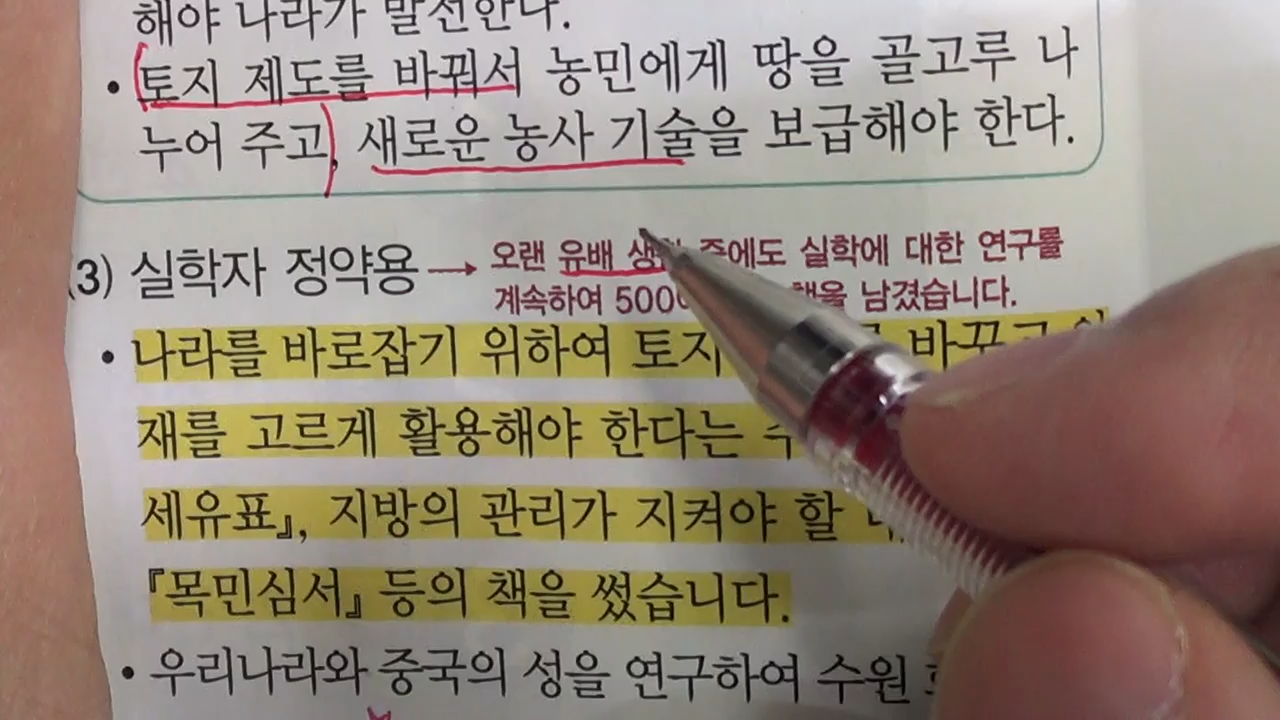 해야 나라가 발전한다.
• 토지 제도를 바꿔서 농민에게 땅을 골고루 나
누어 주고, 새로운 농사 기술을 보급해야 한다.
(3) 실학자 정약용 → 오랜 유배 중에도 실학에 대한 연구를
계속하여 남겼습니다.
• 나라를 바로잡기 위하여 토지 바꾸고
재를 고르게 활용해야 한다는
세유표』, 지방의 관리가 지켜야 할
『목민심서』 등의 책을 썼습니다.
• 우리나라와 중국의 성을 연구하여 수원